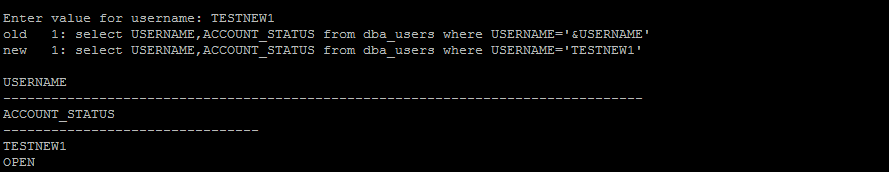 Enter value for username: TESTNEW1
old   1: select USERNAME,ACCOUNT_STATUS from dba_users where USERNAME='&USERNAME'
new   1: select USERNAME,ACCOUNT_STATUS from dba_users where USERNAME='TESTNEW1'
USERNAME
--------------------------------------------------------------------------------
ACCOUNT_STATUS
--------------------------------
TESTNEW1
OPEN